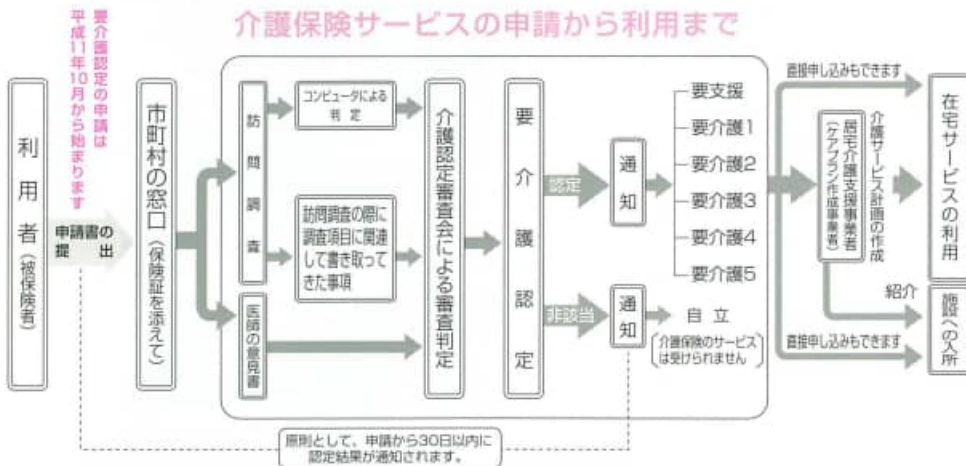 介護保険サービスの申請から利用まで
要介護認定の申請は
平成11年10月から始まります
利用者(被保険者)
申請書の
提出
市町村の窓口(保険証を添えて)
訪問調査
コンピュータによる
判定
訪問調査の際に
調査項目に関連
して書き取って
きた事項
医師の意見書
介護認定審査会による審査判定
要介護認定
認定
通知
要支援
要介護1
要介護2
要介護3
要介護4
要介護5
非該当
通知
自立
(介護保険のサービス
は受けられません)
直接申し込みもできます
介護サービス計画の作成
居宅介護支援事業者
(ケアプラン作成事業者)
在宅サービスの利用
紹介
直接申し込みもできます
施設への入所
原則として、申請から30日以内に
認定結果が通知されます。